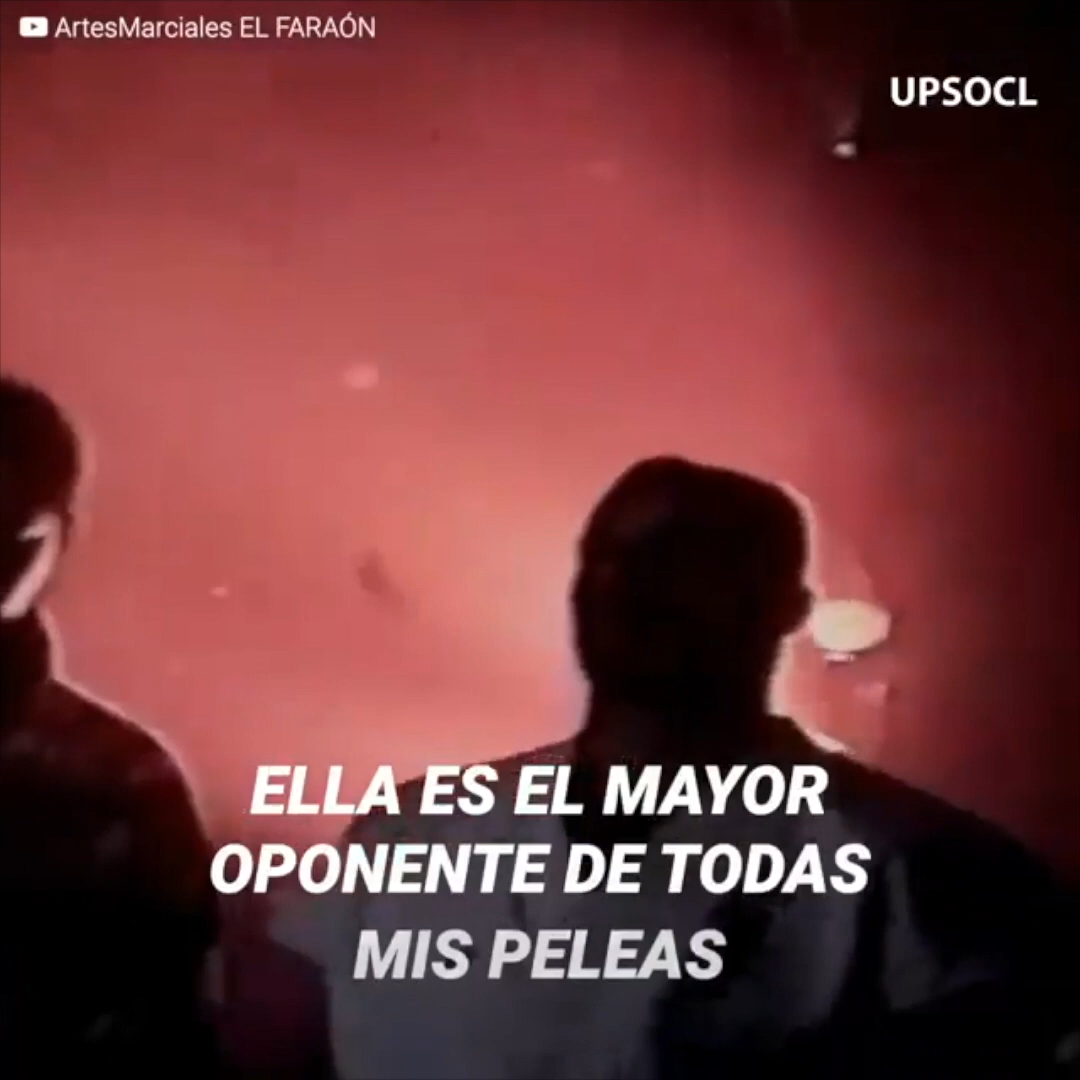 ArtesMarciales EL FARAÓN
UPSOCL
ELLA ES EL MAYOR
OPONENTE DE TODAS
MIS PELEAS